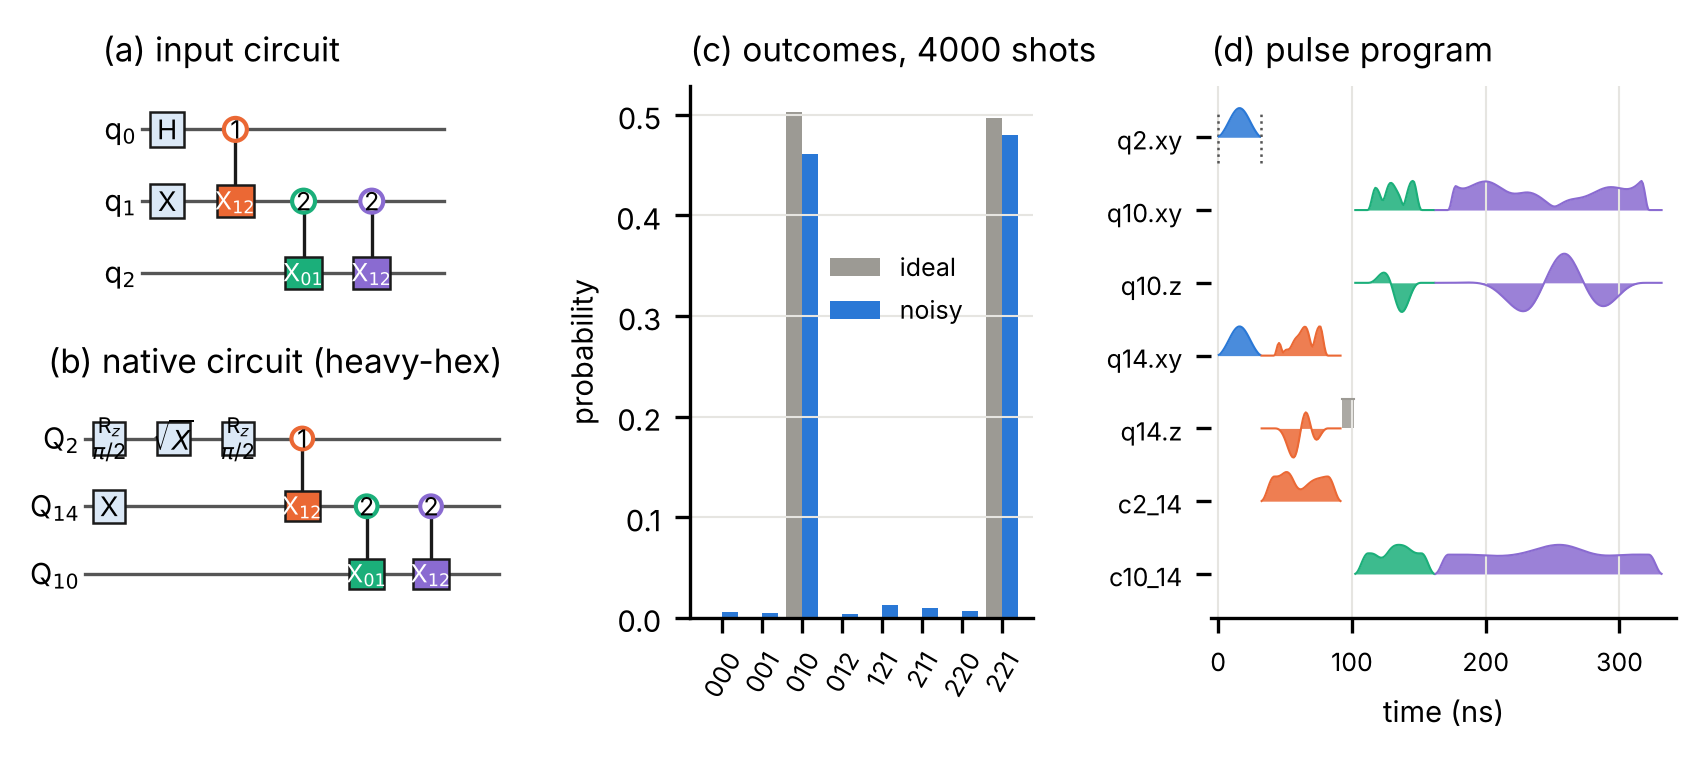 (a) input circuit
q0 H 1
q1 X X12 2 2
q2 X01 X12
(b) native circuit (heavy-hex)
Q2 Rz π/2 √X Rz π/2 1
Q14 X X12 2 2
Q10 X01 X12
(c) outcomes, 4000 shots
probability
0.5
0.4
0.3
0.2
0.1
0.0
ideal
noisy
000 001 010 012 121 211 220 221
(d) pulse program
q2.xy
q10.xy
q10.z
q14.xy
q14.z
c2_14
c10_14
0 100 200 300
time (ns)